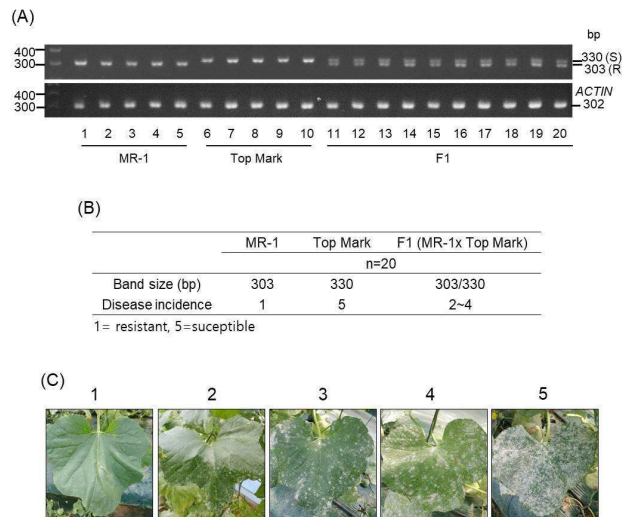 (A)
bp
400
300
330 (S)
303 (R
ACTIN
400
300
302
1 2 3 4 5 6 7 8 9 10 11 12 13 14 15 16 17 18 19 20
MR-1 Top Mark F1
(B)
MR-1 Top Mark F1 (MR-1x Top Mark)
n=20
Band size (bp) 303 330 303/330
Disease incidence 1 5 2~4
1= resistant, 5=suceptible
(C)
1 2 3 4 5